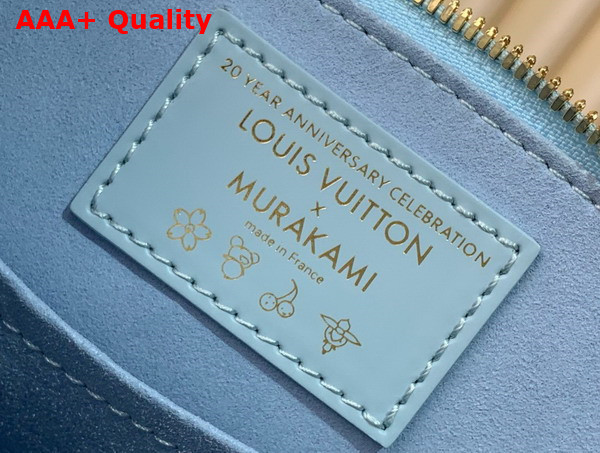 AAA+ Quality
20 YEAR ANNIVERSARY CELEBRATION
LOUIS VUITTON
×
MURAKAMI
made in France